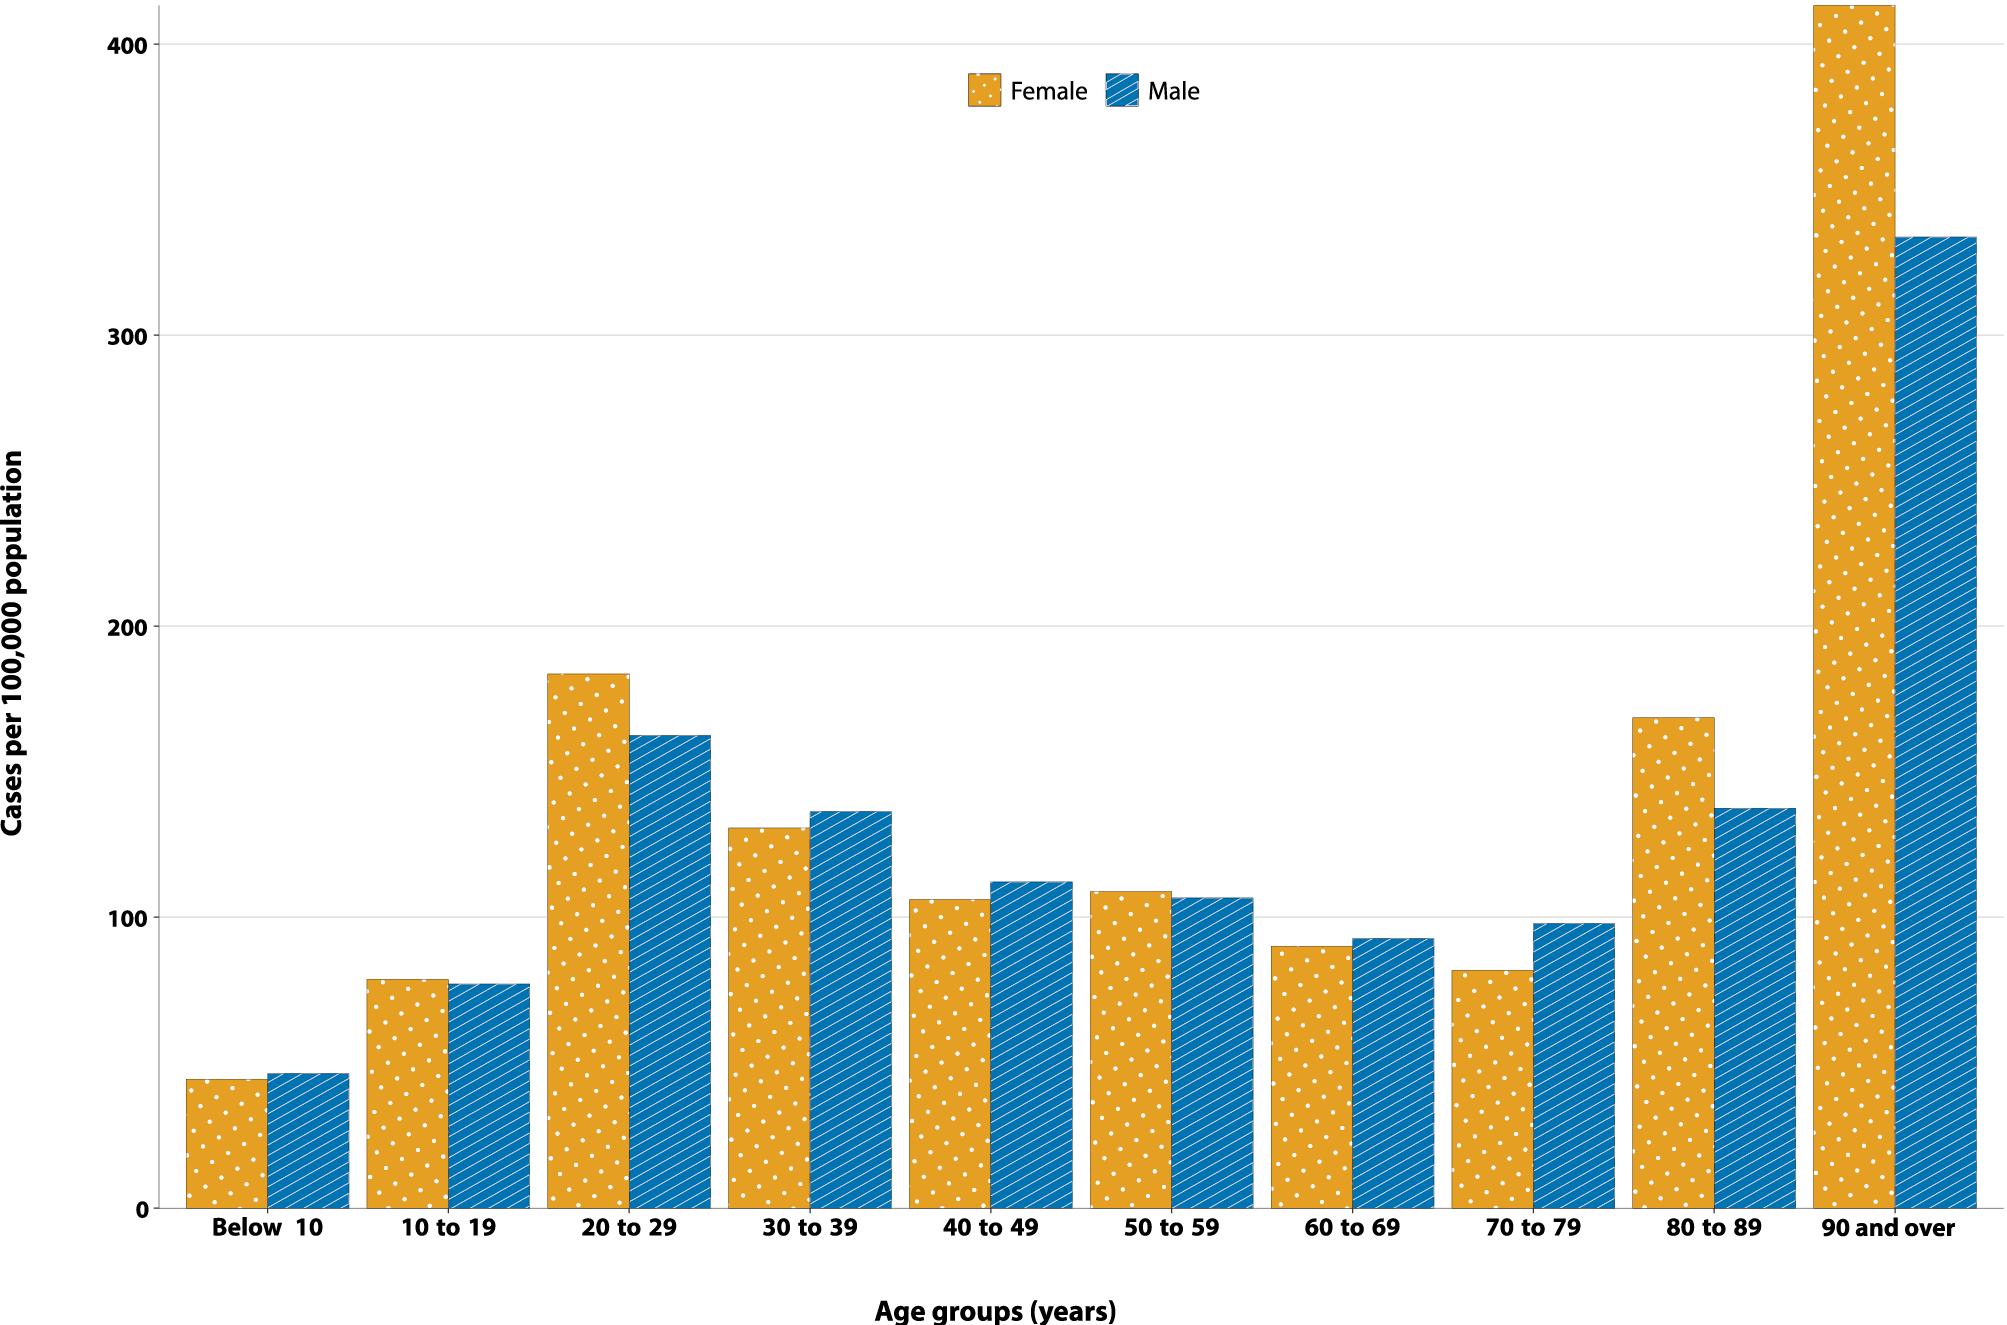 Female Male
400
300
200
100
0
Cases per 100,000 population
Below 10 10 to 19 20 to 29 30 to 39 40 to 49 50 to 59 60 to 69 70 to 79 80 to 89 90 and over
Age groups (years)